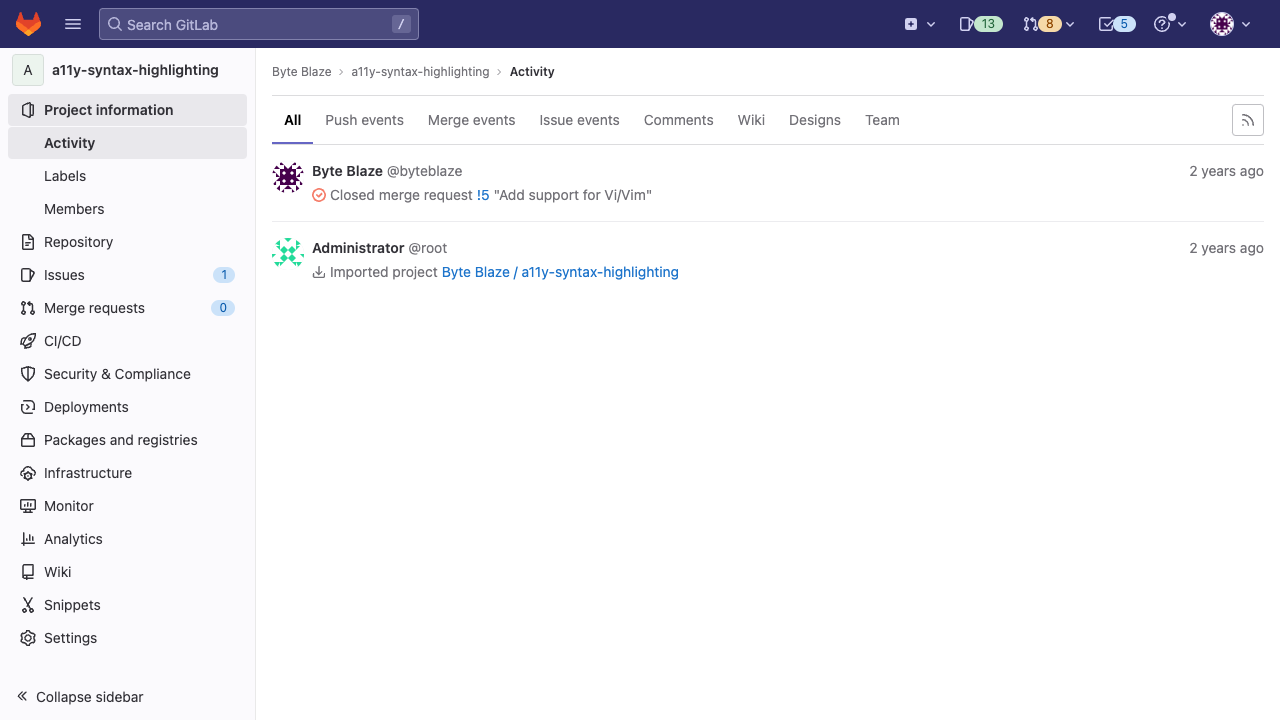 Search GitLab /
13
8
5
A a11y-syntax-highlighting
Project information
Activity
Labels
Members
Repository
Issues 1
Merge requests 0
CI/CD
Security & Compliance
Deployments
Packages and registries
Infrastructure
Monitor
Analytics
Wiki
Snippets
Settings
Collapse sidebar
Byte Blaze a11y-syntax-highlighting Activity
All Push events Merge events Issue events Comments Wiki Designs Team
Byte Blaze @byteblaze 2 years ago
Closed merge request !5 "Add support for Vi/Vim"
Administrator @root 2 years ago
Imported project Byte Blaze / a11y-syntax-highlighting